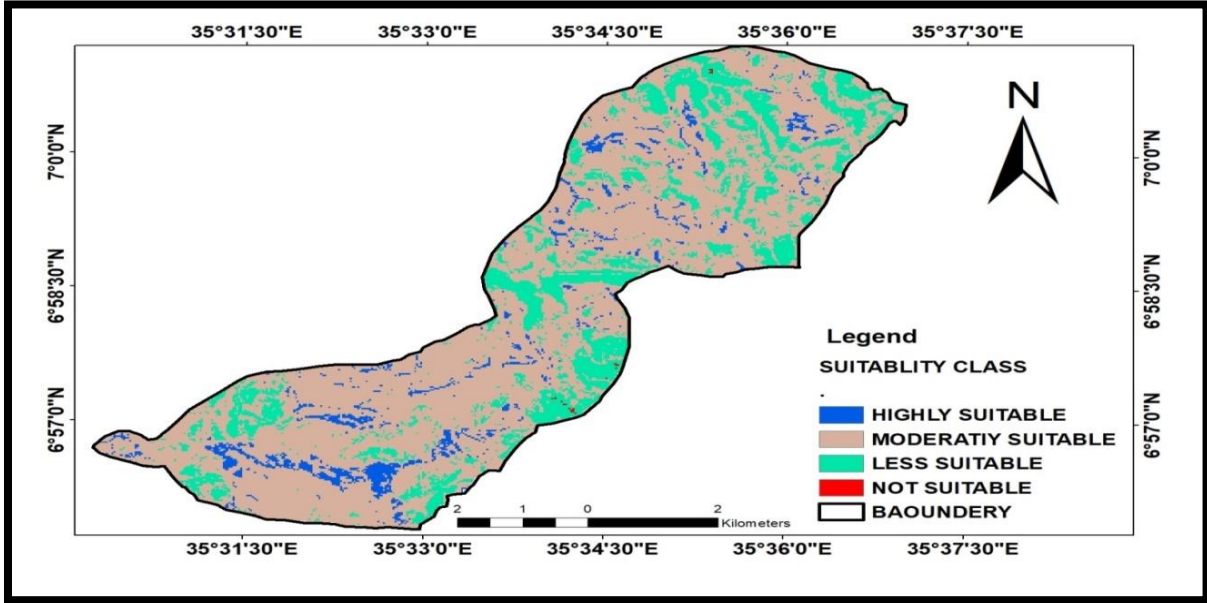 35°31'30"E 35°33'0"E 35°34'30"E 35°36'0"E 35°37'30"E
N
7°0'0"N 7°0'0"N
6°58'30"N 6°58'30"N
6°57'0"N 6°57'0"N
Legend
SUITABLITY CLASS
HIGHLY SUITABLE
MODERATIY SUITABLE
LESS SUITABLE
NOT SUITABLE
BAOUNDERY
2 1 0 2
Kilometers
35°31'30"E 35°33'0"E 35°34'30"E 35°36'0"E 35°37'30"E